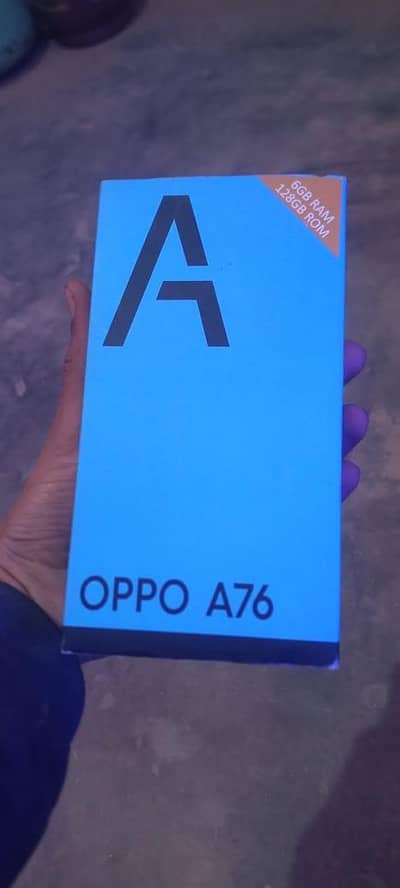 6GB RAM
128GB ROM
A
OPPO A76